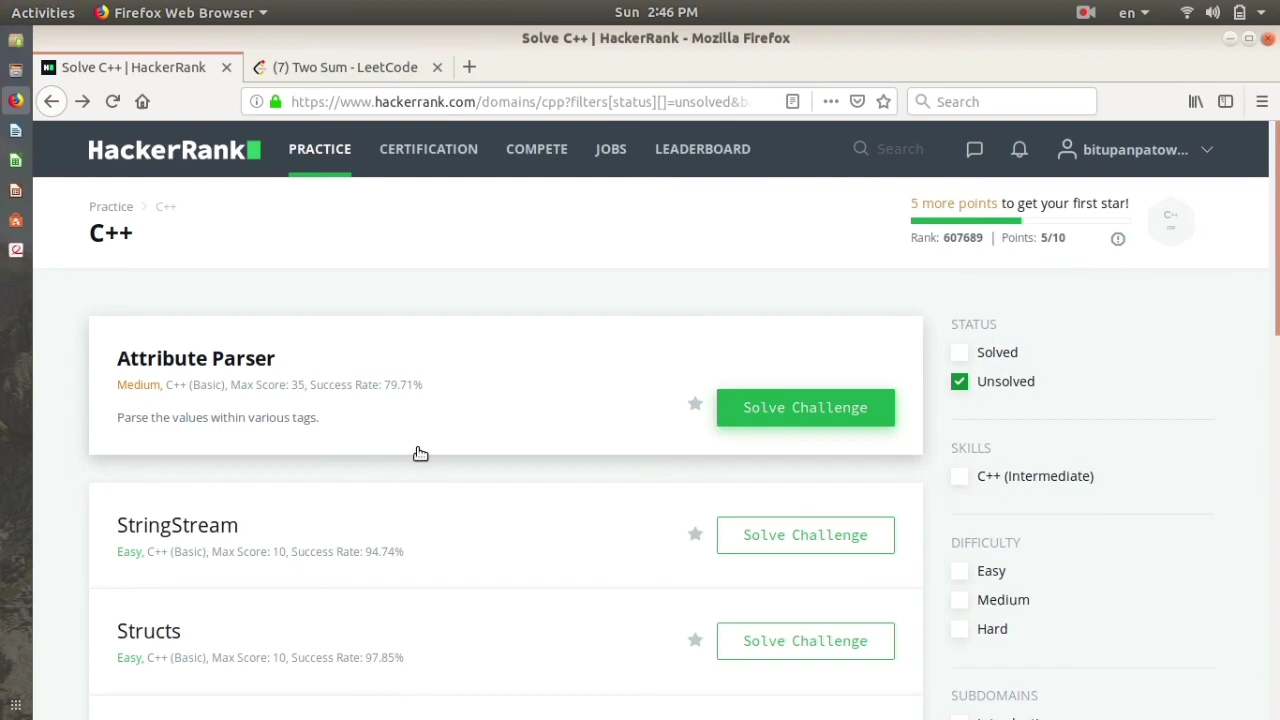 Activities
Firefox Web Browser
Sun 2:46 PM
en
Solve C++ | HackerRank - Mozilla Firefox
Solve C++ | HackerRank
(7) Two Sum - LeetCode
https://www.hackerrank.com/domains/cpp?filters[status][]=unsolved&b
Search
HackerRank
PRACTICE
CERTIFICATION
COMPETE
JOBS
LEADERBOARD
Search
bitupanpatow...
Practice > C++
C++
5 more points to get your first star!
Rank: 607689 | Points: 5/10
C++
Attribute Parser
Medium, C++ (Basic), Max Score: 35, Success Rate: 79.71%
Parse the values within various tags.
Solve Challenge
StringStream
Easy, C++ (Basic), Max Score: 10, Success Rate: 94.74%
Solve Challenge
Structs
Easy, C++ (Basic), Max Score: 10, Success Rate: 97.85%
Solve Challenge
STATUS
Solved
Unsolved
SKILLS
C++ (Intermediate)
DIFFICULTY
Easy
Medium
Hard
SUBDOMAINS